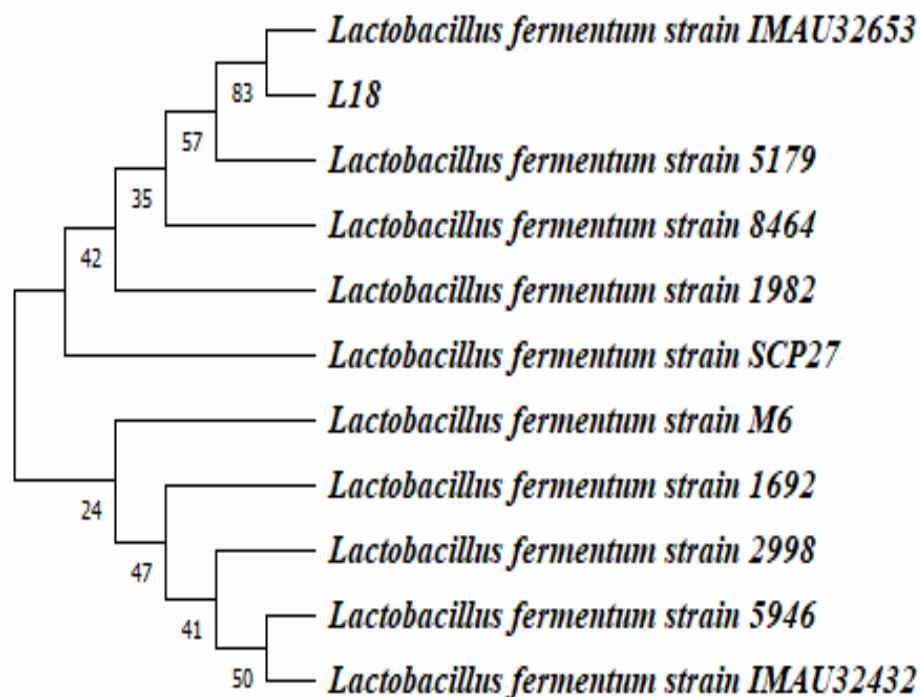 Lactobacillus fermentum strain IMAU32653
83
L18
57
Lactobacillus fermentum strain 5179
35
Lactobacillus fermentum strain 8464
42
Lactobacillus fermentum strain 1982
Lactobacillus fermentum strain SCP27
Lactobacillus fermentum strain M6
24
Lactobacillus fermentum strain 1692
47
Lactobacillus fermentum strain 2998
41
Lactobacillus fermentum strain 5946
50
Lactobacillus fermentum strain IMAU32432